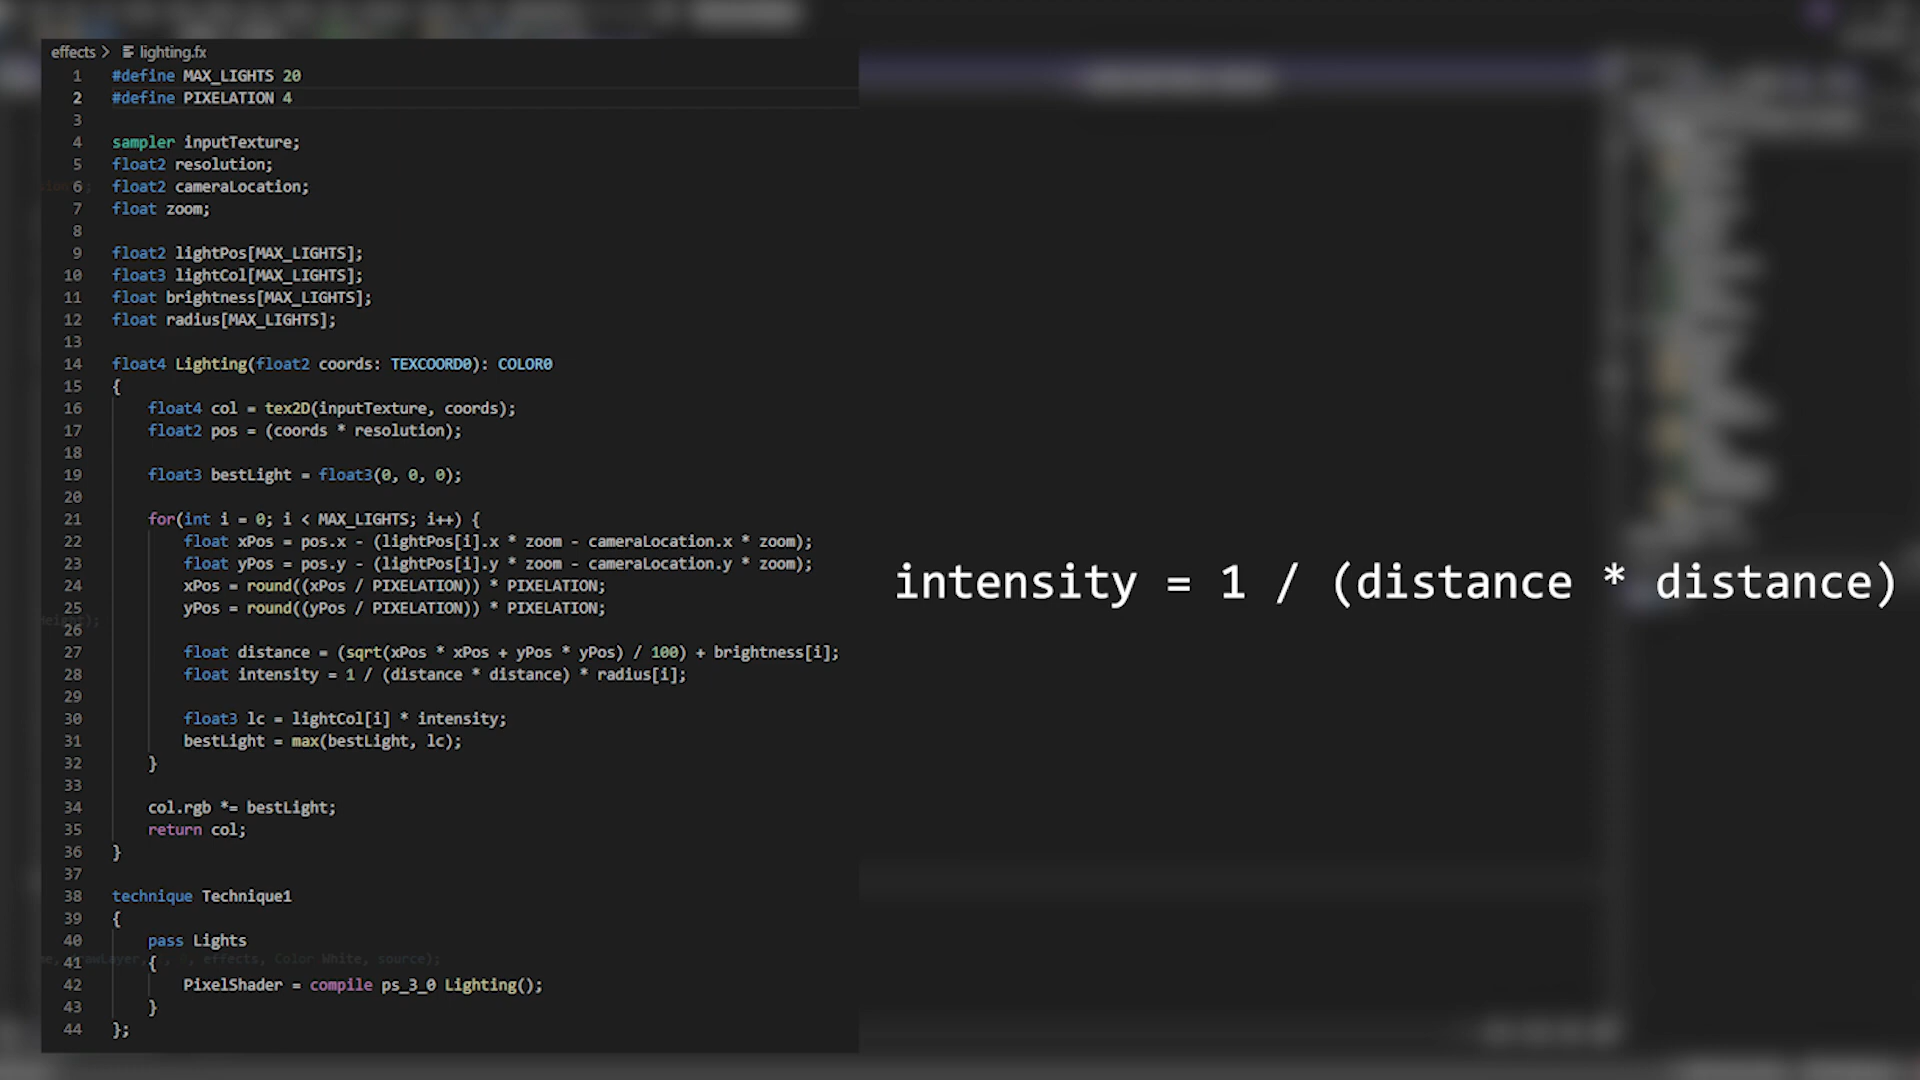 effects > lighting.fx
1 #define MAX_LIGHTS 20
2 #define PIXELATION 4
3
4 sampler inputTexture;
5 float2 resolution;
6 float2 cameraLocation;
7 float zoom;
8
9 float2 lightPos[MAX_LIGHTS];
10 float3 lightCol[MAX_LIGHTS];
11 float brightness[MAX_LIGHTS];
12 float radius[MAX_LIGHTS];
13
14 float4 Lighting(float2 coords: TEXCOORD0): COLOR0
15 {
16 float4 col = tex2D(inputTexture, coords);
17 float2 pos = (coords * resolution);
18
19 float3 bestLight = float3(0, 0, 0);
20
21 for(int i = 0; i < MAX_LIGHTS; i++) {
22 float xPos = pos.x - (lightPos[i].x * zoom - cameraLocation.x * zoom);
23 float yPos = pos.y - (lightPos[i].y * zoom - cameraLocation.y * zoom);
24 xPos = round((xPos / PIXELATION)) * PIXELATION;
25 yPos = round((yPos / PIXELATION)) * PIXELATION;
26
27 float distance = (sqrt(xPos * xPos + yPos * yPos) / 100) + brightness[i];
28 float intensity = 1 / (distance * distance) * radius[i];
29
30 float3 lc = lightCol[i] * intensity;
31 bestLight = max(bestLight, lc);
32 }
33
34 col.rgb *= bestLight;
35 return col;
36 }
37
38 technique Technique1
39 {
40 pass Lights
41 {
42 PixelShader = compile ps_3_0 Lighting();
43 }
44 };
intensity = 1 / (distance * distance)
effects, Color White, source);